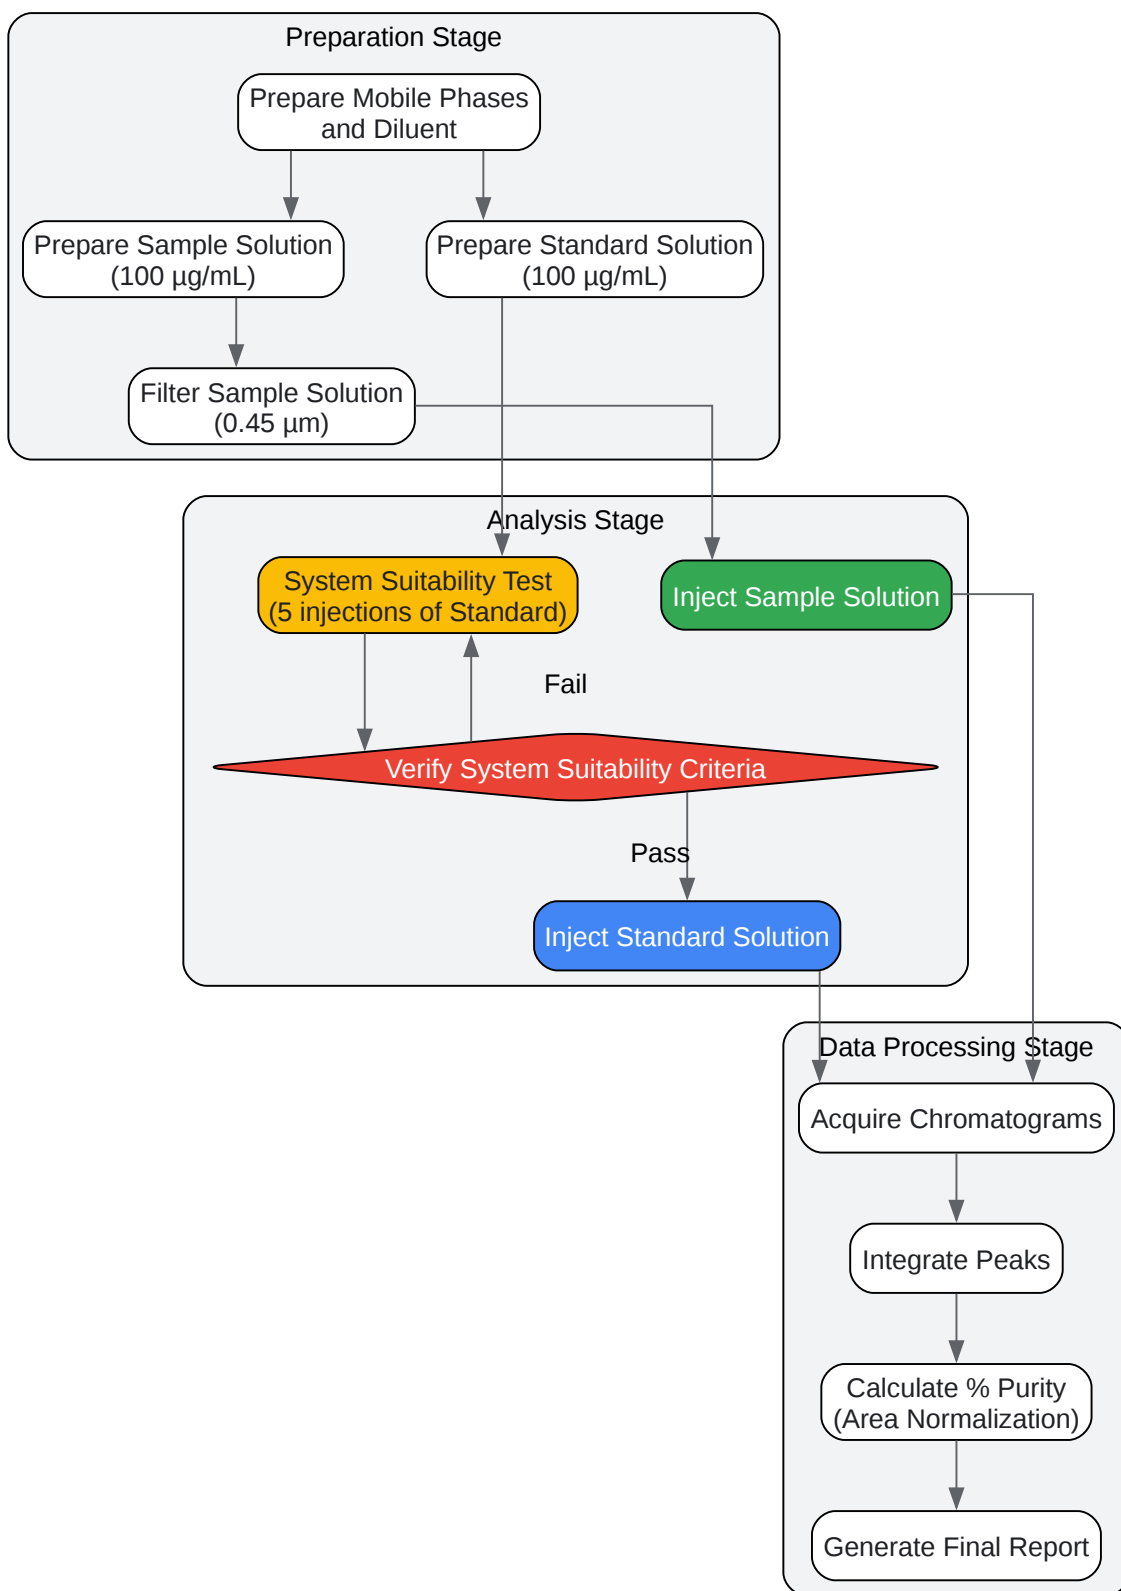 Preparation Stage
Prepare Mobile Phases
and Diluent
Prepare Sample Solution
(100 µg/mL)
Prepare Standard Solution
(100 µg/mL)
Filter Sample Solution
(0.45 µm)
Analysis Stage
System Suitability Test
(5 injections of Standard)
Inject Sample Solution
Fail
Verify System Suitability Criteria
Pass
Inject Standard Solution
Data Processing Stage
Acquire Chromatograms
Integrate Peaks
Calculate % Purity
(Area Normalization)
Generate Final Report